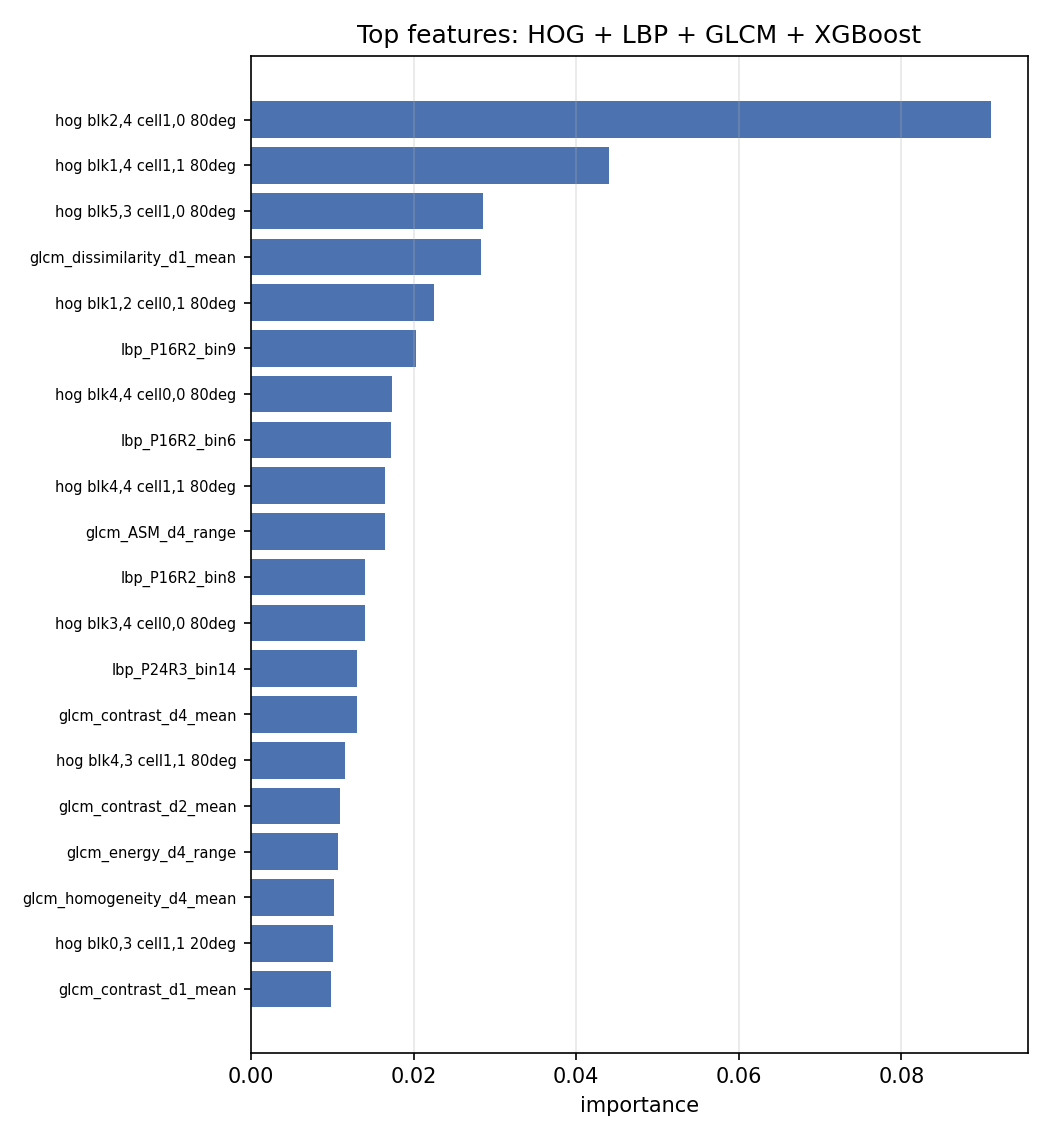 Top features: HOG + LBP + GLCM + XGBoost
hog blk2,4 cell1,0 80deg
hog blk1,4 cell1,1 80deg
hog blk5,3 cell1,0 80deg
glcm_dissimilarity_d1_mean
hog blk1,2 cell0,1 80deg
lbp_P16R2_bin9
hog blk4,4 cell0,0 80deg
lbp_P16R2_bin6
hog blk4,4 cell1,1 80deg
glcm_ASM_d4_range
lbp_P16R2_bin8
hog blk3,4 cell0,0 80deg
lbp_P24R3_bin14
glcm_contrast_d4_mean
hog blk4,3 cell1,1 80deg
glcm_contrast_d2_mean
glcm_energy_d4_range
glcm_homogeneity_d4_mean
hog blk0,3 cell1,1 20deg
glcm_contrast_d1_mean
0.00 0.02 0.04 0.06 0.08
importance